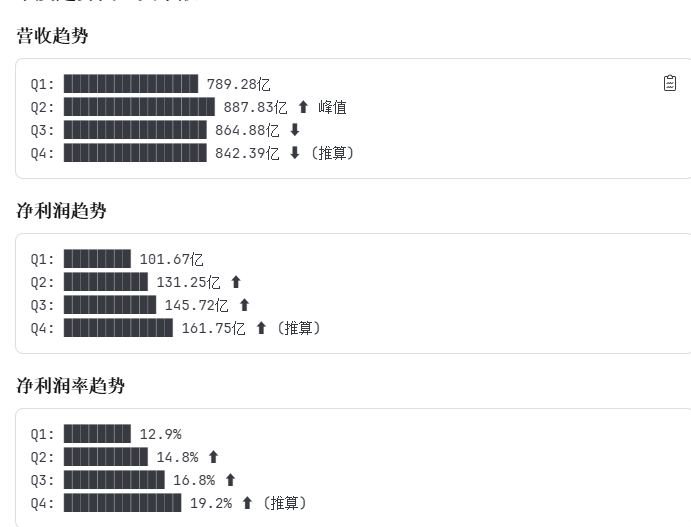 营收趋势
Q1: ████████████████ 789.28亿
Q2: ██████████████████ 887.83亿 ⬆ 峰值
Q3: █████████████████ 864.88亿 ⬇
Q4: █████████████████ 842.39亿 ⬇ (推算)
净利润趋势
Q1: ████████ 101.67亿
Q2: ██████████ 131.25亿 ⬆
Q3: ███████████ 145.72亿 ⬆
Q4: █████████████ 161.75亿 ⬆ (推算)
净利润率趋势
Q1: ████████ 12.9%
Q2: ██████████ 14.8% ⬆
Q3: ████████████ 16.8% ⬆
Q4: ██████████████ 19.2% ⬆ (推算)